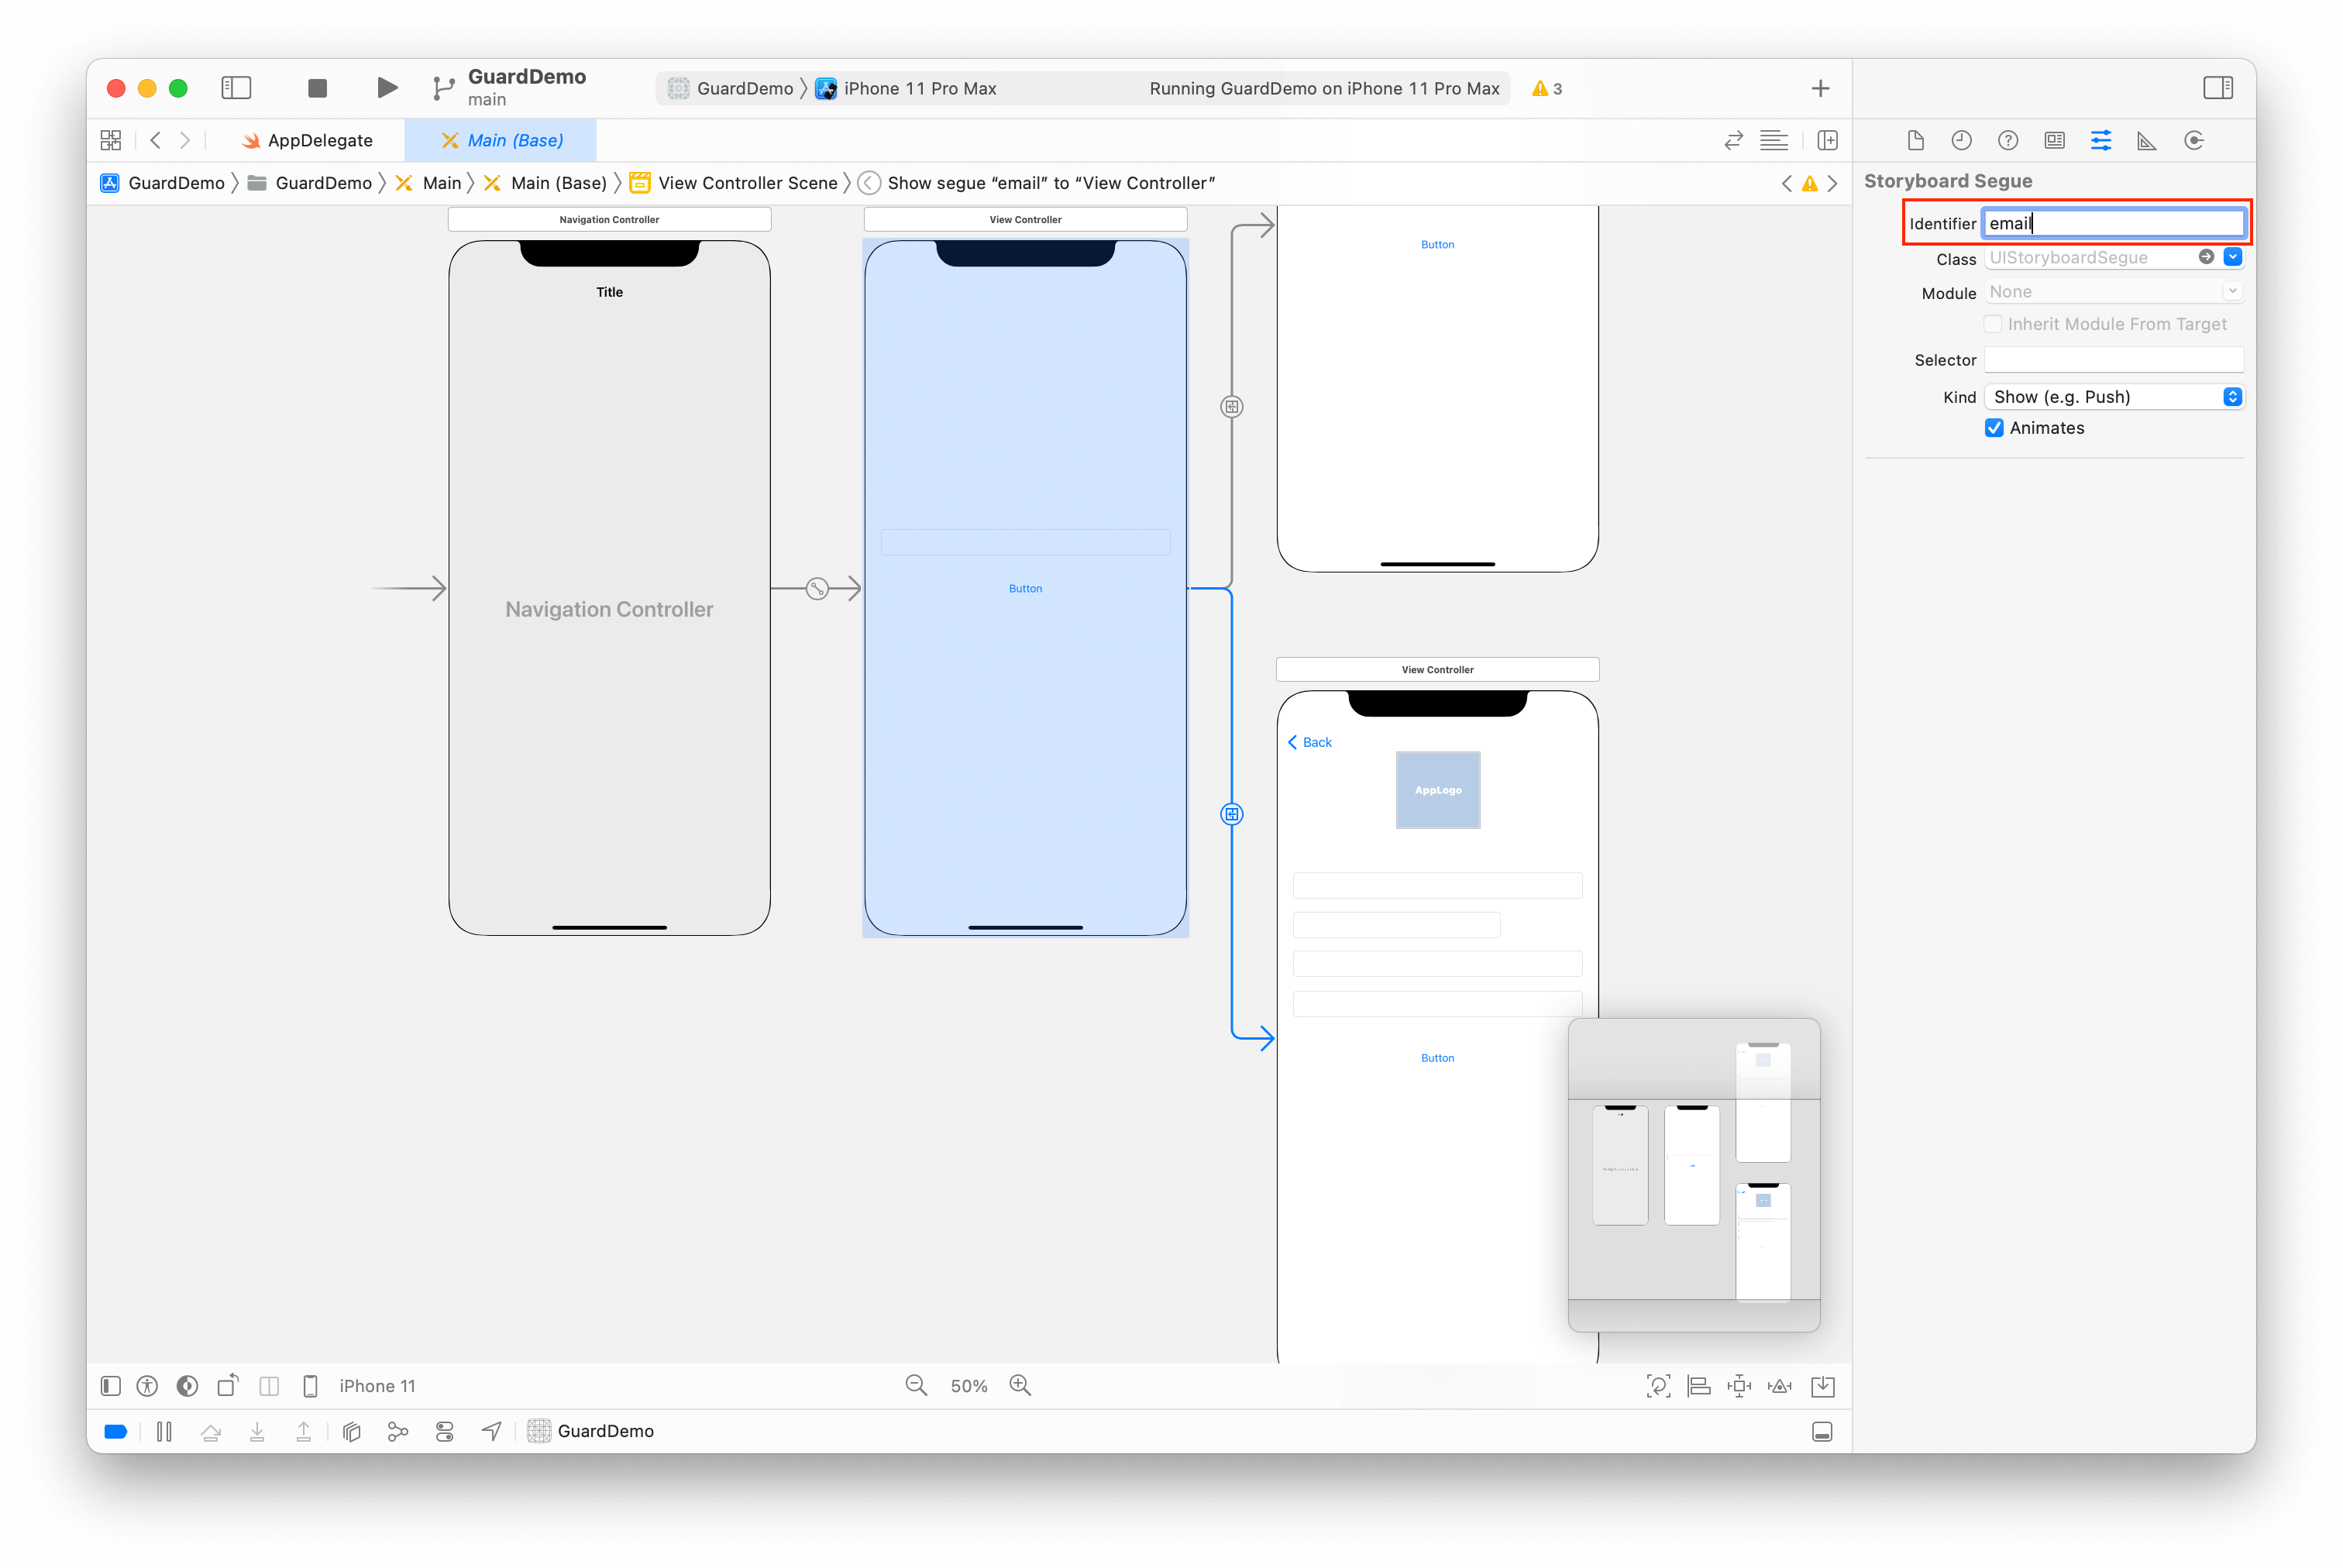 GuardDemo
main
GuardDemo
iPhone 11 Pro Max
Running GuardDemo on iPhone 11 Pro Max
3
AppDelegate
Main (Base)
GuardDemo
GuardDemo
Main
Main (Base)
View Controller Scene
Show segue “email” to “View Controller”
Storyboard Segue
Identifier
email
Class
UIStoryboardSegue
Module
None
Inherit Module From Target
Selector
Kind
Show (e.g. Push)
Animates
Navigation Controller
Title
Navigation Controller
View Controller
Button
Button
View Controller
Back
AppLogo
Button
iPhone 11
50%
GuardDemo